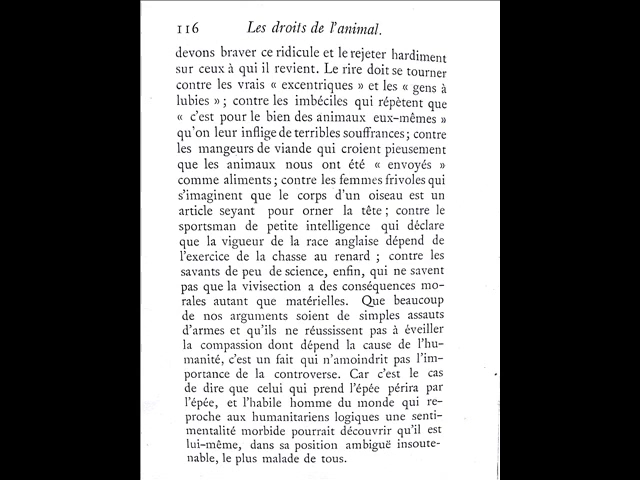 116 Les droits de l'animal.
devons braver ce ridicule et le rejeter hardiment
sur ceux à qui il revient. Le rire doit se tourner
contre les vrais « excentriques » et les « gens à
lubies » ; contre les imbéciles qui répètent que
« c'est pour le bien des animaux eux-mêmes »
qu'on leur inflige de terribles souffrances ; contre
les mangeurs de viande qui croient pieusement
que les animaux nous ont été « envoyés »
comme aliments ; contre les femmes frivoles qui
s'imaginent que le corps d'un oiseau est un
article seyant pour orner la tête ; contre le
sportsman de petite intelligence qui déclare
que la vigueur de la race anglaise dépend de
l'exercice de la chasse au renard ; contre les
savants de peu de science, enfin, qui ne savent
pas que la vivisection a des conséquences mo-
rales autant que matérielles. Que beaucoup
de nos arguments soient de simples assauts
d'armes et qu'ils ne réussissent pas à éveiller
la compassion dont dépend la cause de l'hu-
manité, c'est un fait qui n'amoindrit pas l'im-
portance de la controverse. Car c'est le cas
de dire que celui qui prend l'épée périra par
l'épée, et l'habile homme du monde qui re-
proche aux humanitariens logiques une senti-
mentalité morbide pourrait découvrir qu'il est
lui-même, dans sa position ambiguë insoute-
nable, le plus malade de tous.